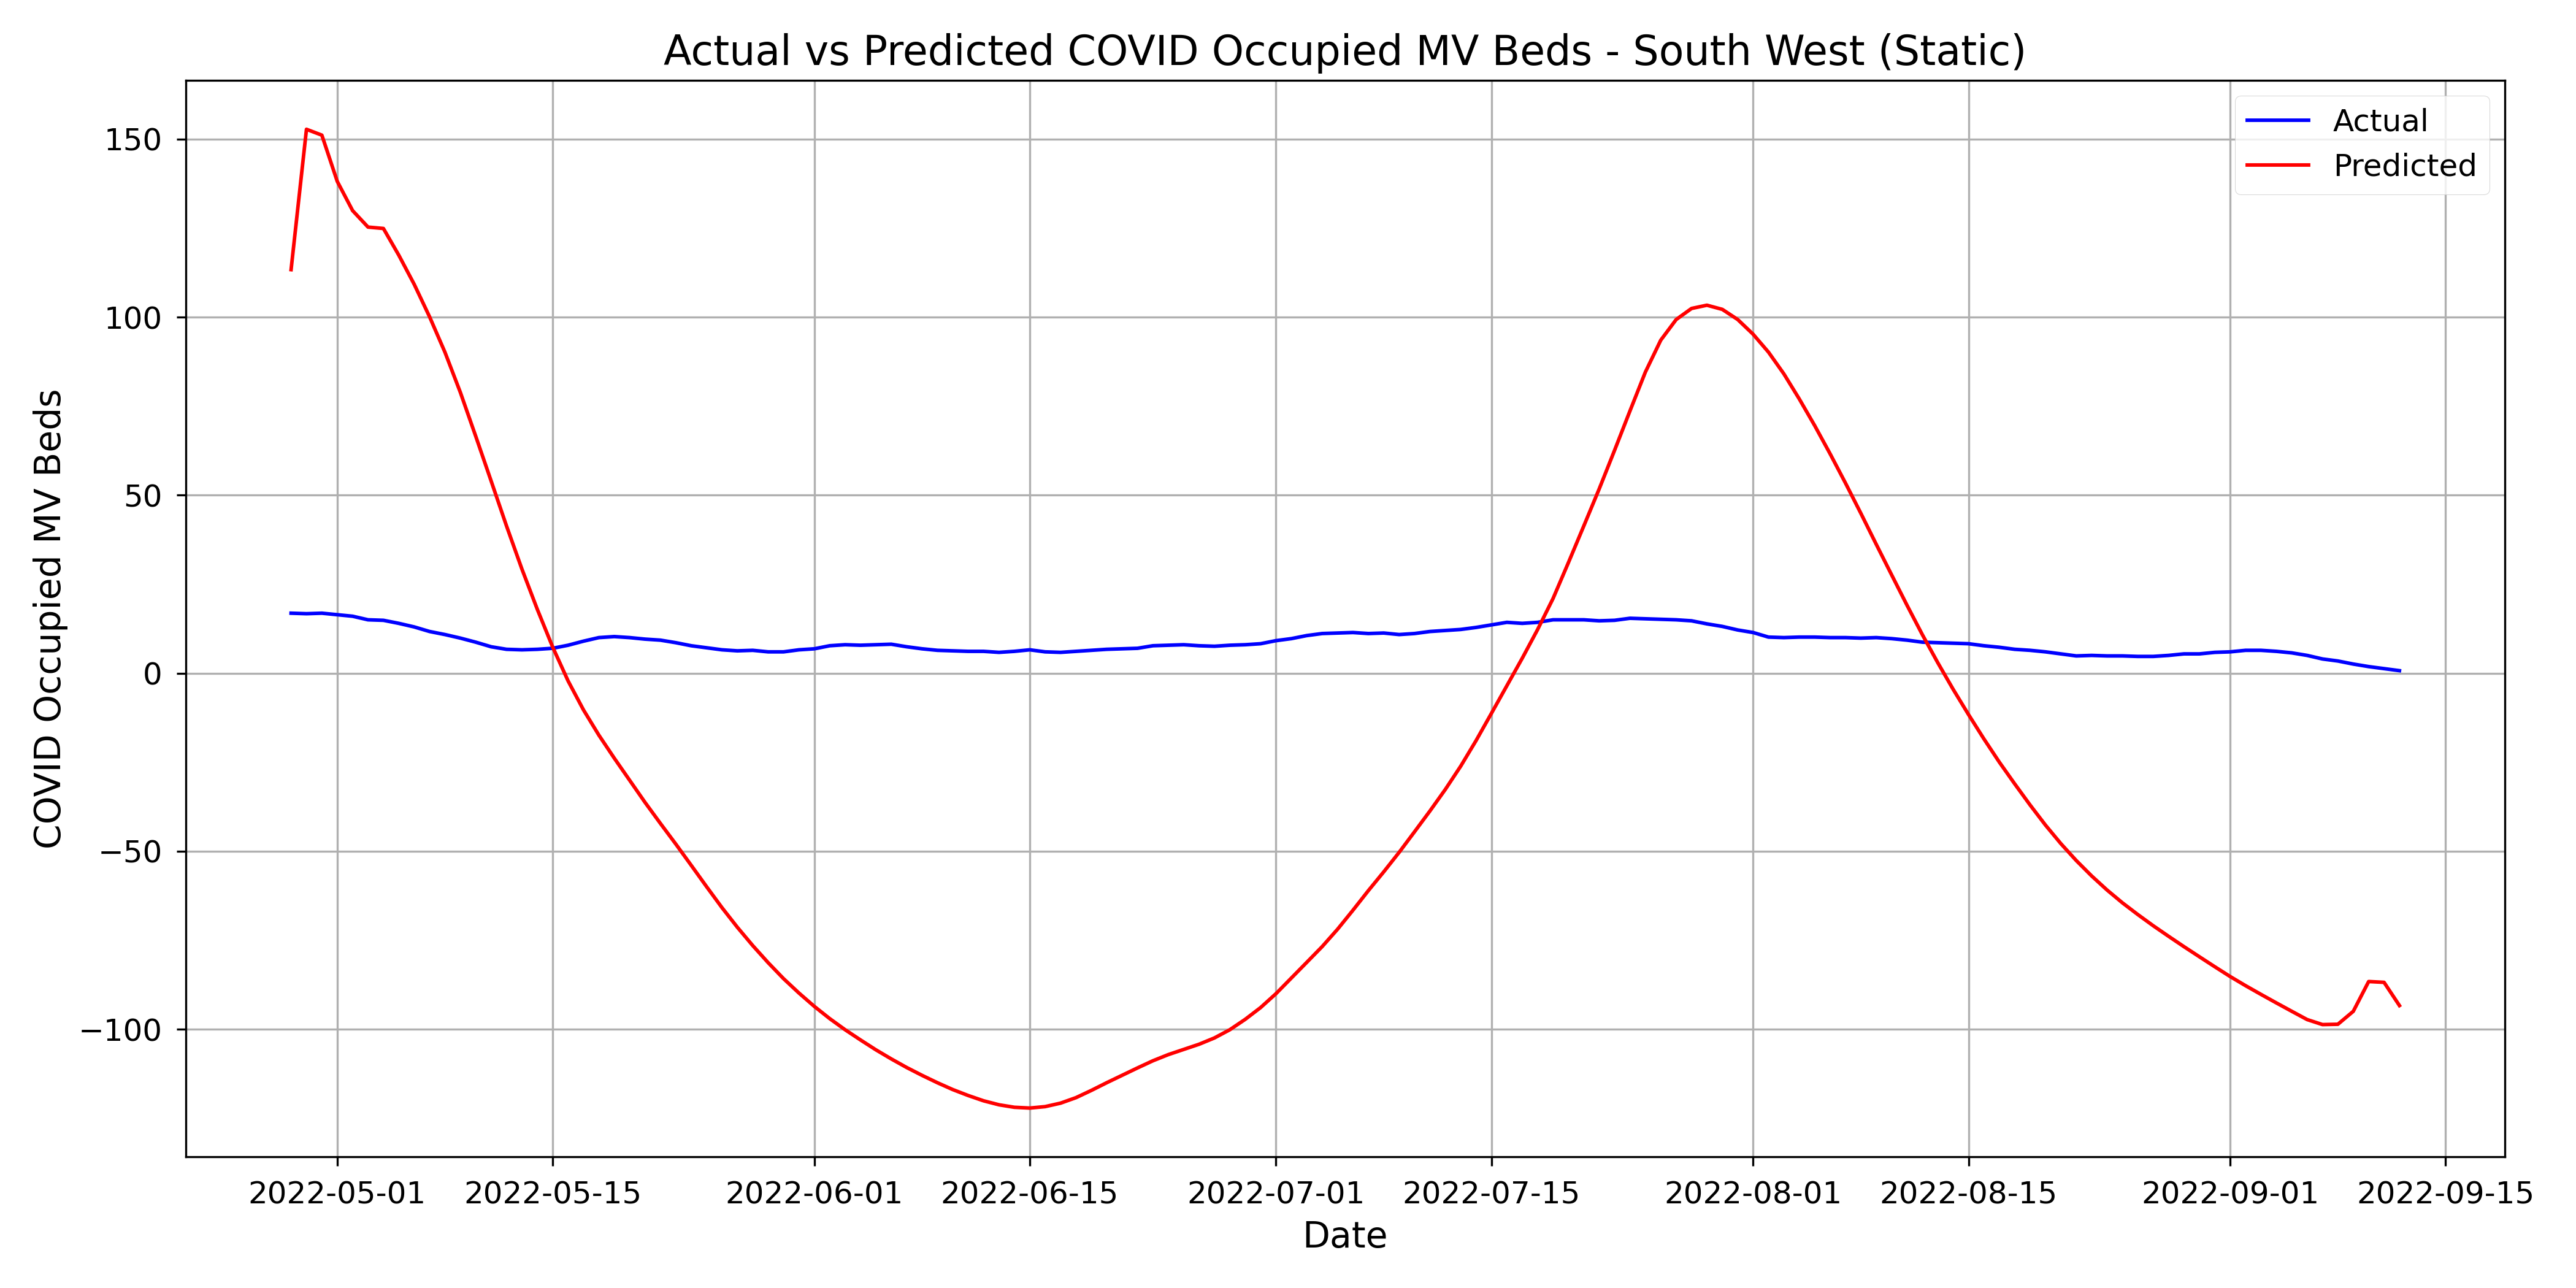 Actual vs Predicted COVID Occupied MV Beds - South West (Static)
Actual
Predicted
COVID Occupied MV Beds
150
100
50
0
−50
−100
2022-05-01 2022-05-15 2022-06-01 2022-06-15 2022-07-01 2022-07-15 2022-08-01 2022-08-15 2022-09-01 2022-09-15
Date